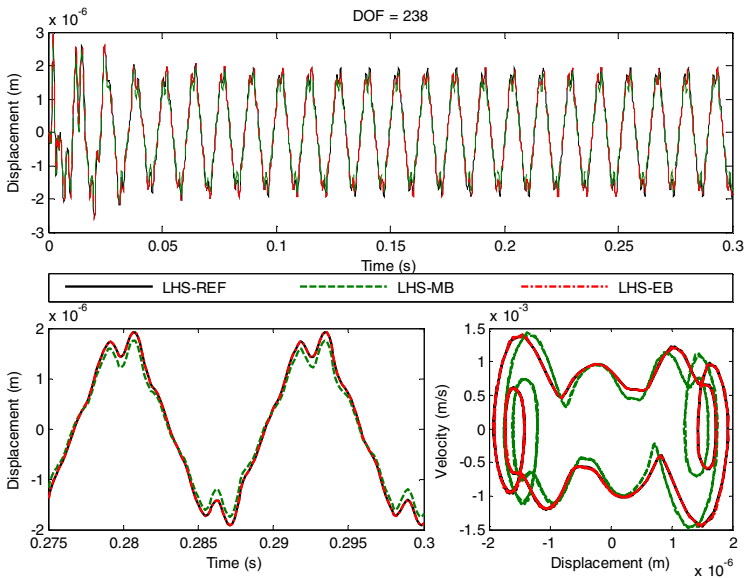 DOF = 238
x 10^-6
3
2
1
0
-1
-2
-3
Displacement (m)
0 0.05 0.1 0.15 0.2 0.25 0.3
Time (s)
LHS-REF LHS-MB LHS-EB
x 10^-6
2
1
0
-1
-2
Displacement (m)
0.275 0.28 0.285 0.29 0.295 0.3
Time (s)
x 10^-3
1.5
1
0.5
0
-0.5
-1
-1.5
Velocity (m/s)
-2 -1 0 1 2
Displacement (m)
x 10^-6